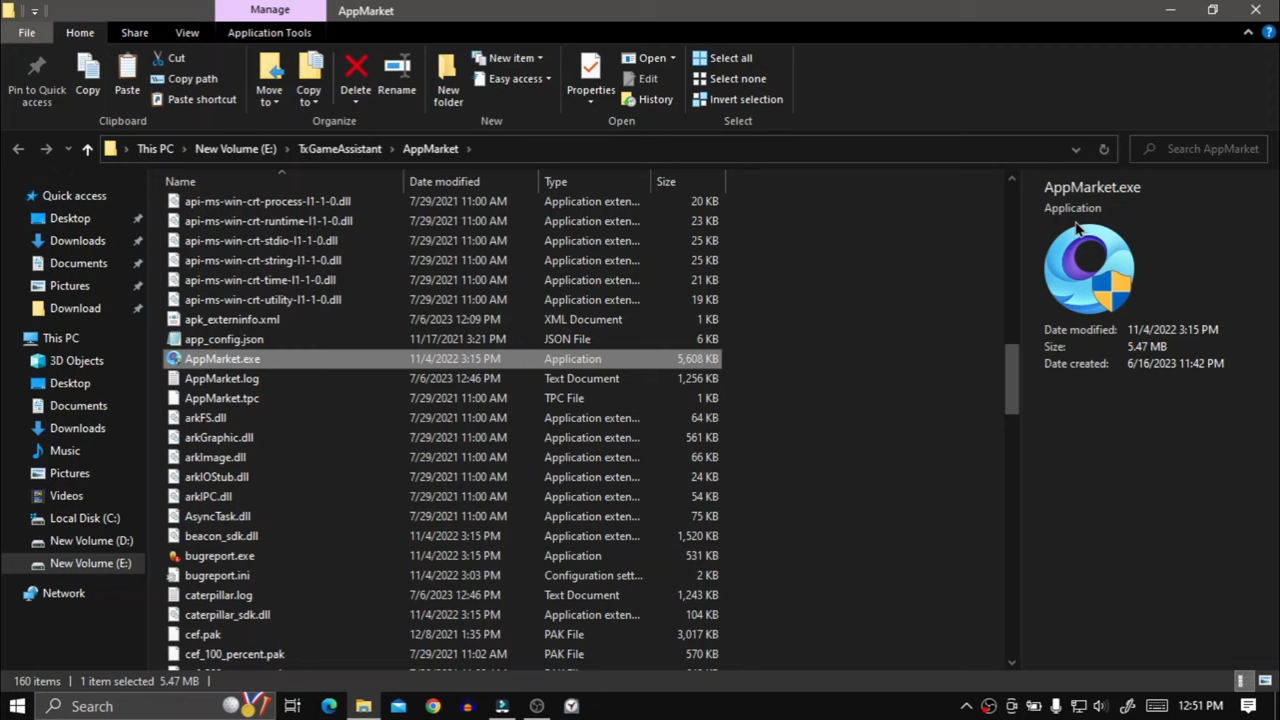 Manage AppMarket
File Home Share View Application Tools
Pin to Quick access
Copy
Paste
Cut
Copy path
Paste shortcut
Clipboard
Move to
Copy to
Delete
Rename
Organize
New folder
New item
Easy access
New
Properties
Open
Edit
History
Open
Select all
Select none
Invert selection
Select
This PC New Volume (E:) TxGameAssistant AppMarket
Search AppMarket
Quick access
Desktop
Downloads
Documents
Pictures
Download
This PC
3D Objects
Desktop
Documents
Downloads
Music
Pictures
Videos
Local Disk (C:)
New Volume (D:)
New Volume (E:)
Network
Name Date modified Type Size
api-ms-win-crt-process-l1-1-0.dll 7/29/2021 11:00 AM Application exten... 20 KB
api-ms-win-crt-runtime-l1-1-0.dll 7/29/2021 11:00 AM Application exten... 23 KB
api-ms-win-crt-stdio-l1-1-0.dll 7/29/2021 11:00 AM Application exten... 25 KB
api-ms-win-crt-string-l1-1-0.dll 7/29/2021 11:00 AM Application exten... 25 KB
api-ms-win-crt-time-l1-1-0.dll 7/29/2021 11:00 AM Application exten... 21 KB
api-ms-win-crt-utility-l1-1-0.dll 7/29/2021 11:00 AM Application exten... 19 KB
apk_externinfo.xml 7/6/2023 12:09 PM XML Document 1 KB
app_config.json 11/17/2021 3:21 PM JSON File 6 KB
AppMarket.exe 11/4/2022 3:15 PM Application 5,608 KB
AppMarket.log 7/6/2023 12:46 PM Text Document 1,256 KB
AppMarket.tpc 7/29/2021 11:00 AM TPC File 1 KB
arkFS.dll 7/29/2021 11:00 AM Application exten... 64 KB
arkGraphic.dll 7/29/2021 11:00 AM Application exten... 561 KB
arkImage.dll 7/29/2021 11:00 AM Application exten... 66 KB
arkIOStub.dll 7/29/2021 11:00 AM Application exten... 24 KB
arkIPC.dll 7/29/2021 11:00 AM Application exten... 54 KB
AsyncTask.dll 7/29/2021 11:00 AM Application exten... 75 KB
beacon_sdk.dll 11/4/2022 3:15 PM Application exten... 1,520 KB
bugreport.exe 11/4/2022 3:15 PM Application 531 KB
bugreport.ini 11/4/2022 3:03 PM Configuration sett... 2 KB
caterpillar.log 7/6/2023 12:46 PM Text Document 1,243 KB
caterpillar_sdk.dll 11/4/2022 3:15 PM Application exten... 104 KB
cef.pak 12/8/2021 1:35 PM PAK File 3,017 KB
cef_100_percent.pak 7/29/2021 11:02 AM PAK File 570 KB
AppMarket.exe
Application
Date modified: 11/4/2022 3:15 PM
Size: 5.47 MB
Date created: 6/16/2023 11:42 PM
160 items 1 item selected 5.47 MB
Search
12:51 PM